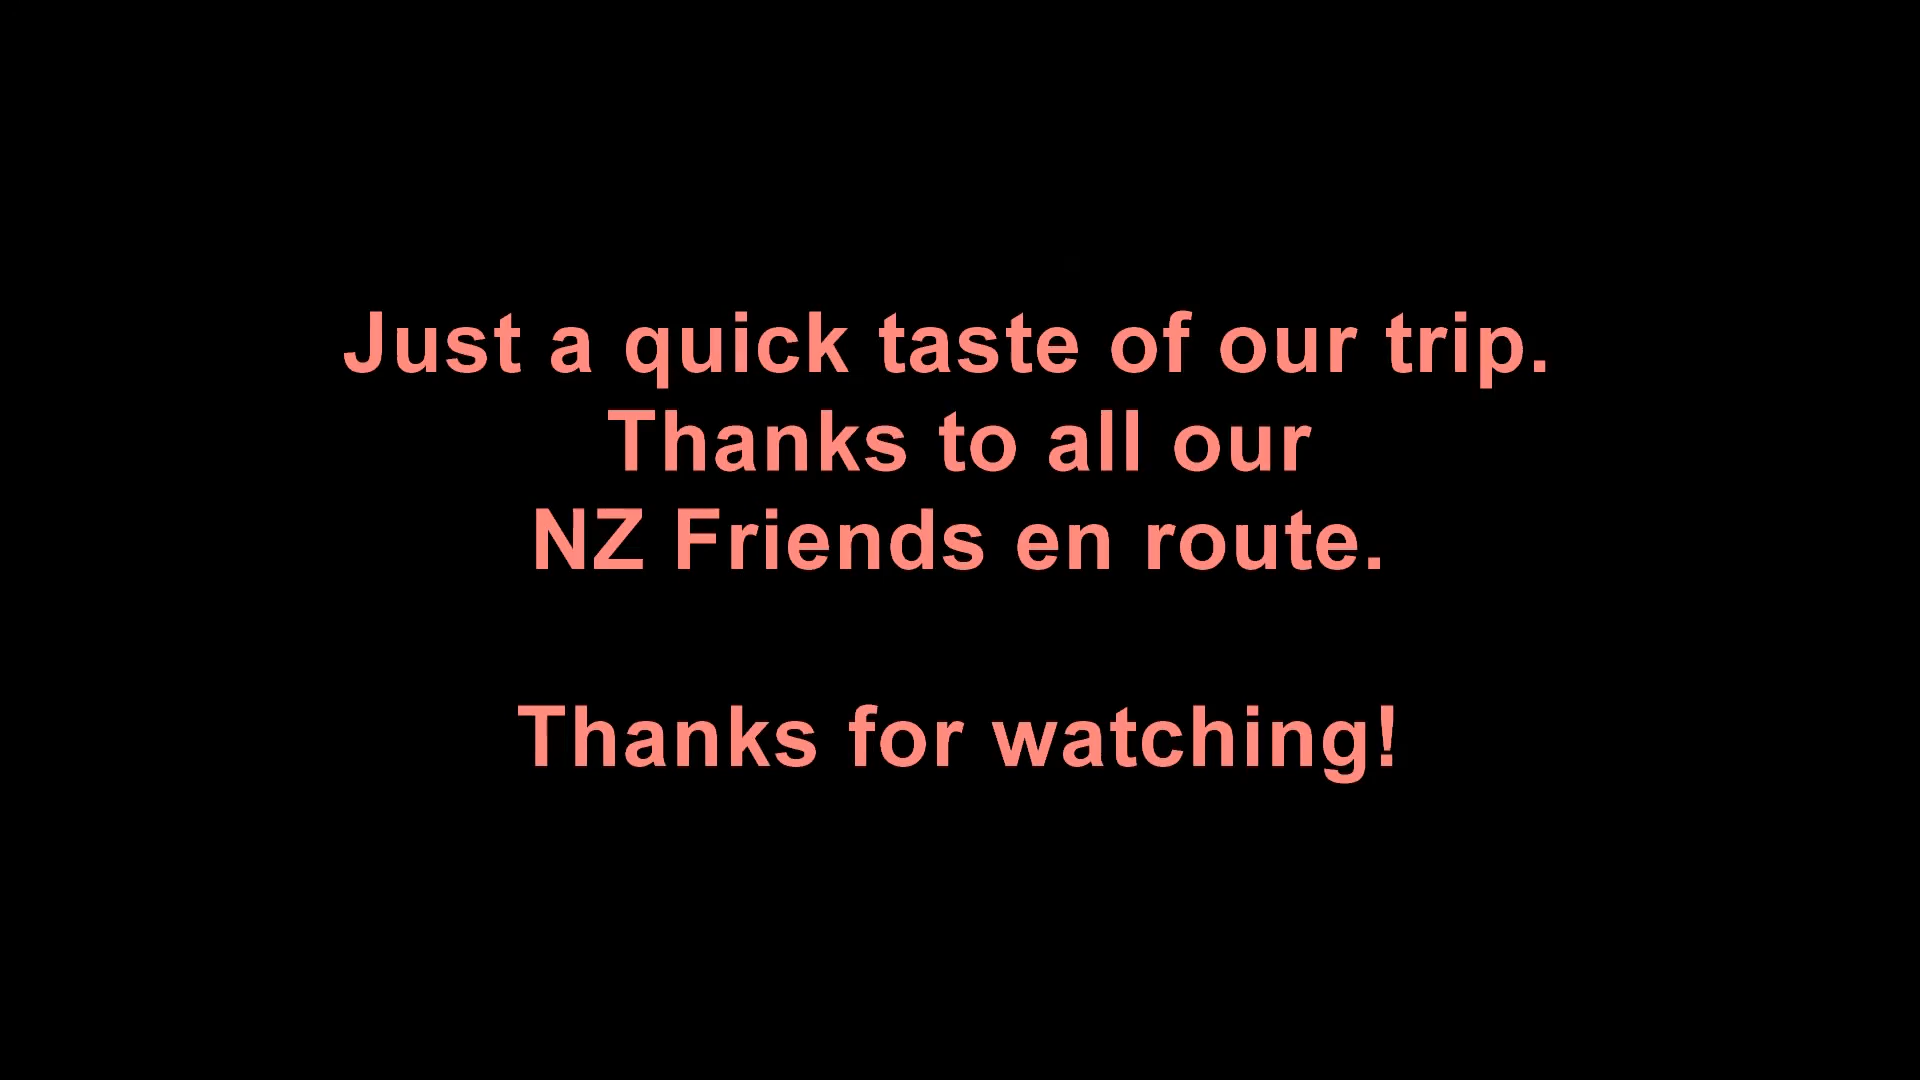 Just a quick taste of our trip.
Thanks to all our
NZ Friends en route.
Thanks for watching!